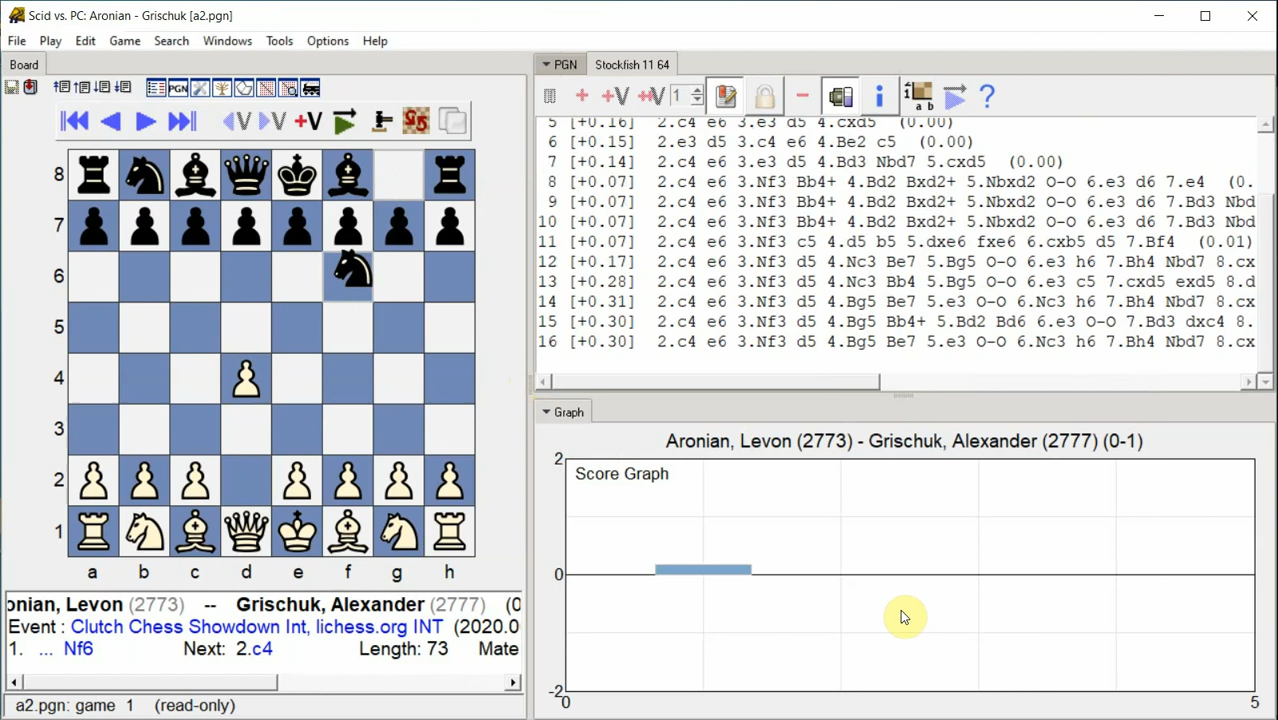 Scid vs. PC: Aronian - Grischuk [a2.pgn]
File Play Edit Game Search Windows Tools Options Help
Board
PGN
8
7
6
5
4
3
2
1
a b c d e f g h
onian, Levon (2773) -- Grischuk, Alexander (2777) (0
Event : Clutch Chess Showdown Int, lichess.org INT (2020.0
1. ... Nf6 Next: 2.c4 Length: 73 Mate
a2.pgn: game 1 (read-only)
PGN Stockfish 11 64
+V +V 1 i a b ?
5 [+0.16] 2.c4 e6 3.e3 d5 4.cxd5 (0.00)
6 [+0.15] 2.e3 d5 3.c4 e6 4.Be2 c5 (0.00)
7 [+0.14] 2.c4 e6 3.e3 d5 4.Bd3 Nbd7 5.cxd5 (0.00)
8 [+0.07] 2.c4 e6 3.Nf3 Bb4+ 4.Bd2 Bxd2+ 5.Nbxd2 O-O 6.e3 d6 7.e4 (0.
9 [+0.07] 2.c4 e6 3.Nf3 Bb4+ 4.Bd2 Bxd2+ 5.Nbxd2 O-O 6.e3 d6 7.Bd3 Nbd
10 [+0.07] 2.c4 e6 3.Nf3 Bb4+ 4.Bd2 Bxd2+ 5.Nbxd2 O-O 6.e3 d6 7.Bd3 Nbd
11 [+0.07] 2.c4 e6 3.Nf3 c5 4.d5 b5 5.dxe6 fxe6 6.cxb5 d5 7.Bf4 (0.01)
12 [+0.17] 2.c4 e6 3.Nf3 d5 4.Nc3 Be7 5.Bg5 O-O 6.e3 h6 7.Bh4 Nbd7 8.cx
13 [+0.28] 2.c4 e6 3.Nf3 d5 4.Nc3 Bb4 5.Bg5 O-O 6.e3 c5 7.cxd5 exd5 8.d
14 [+0.31] 2.c4 e6 3.Nf3 d5 4.Bg5 Be7 5.e3 O-O 6.Nc3 h6 7.Bh4 Nbd7 8.cx
15 [+0.30] 2.c4 e6 3.Nf3 d5 4.Bg5 Bb4+ 5.Bd2 Bd6 6.e3 O-O 7.Bd3 dxc4 8.
16 [+0.30] 2.c4 e6 3.Nf3 d5 4.Bg5 Be7 5.e3 O-O 6.Nc3 h6 7.Bh4 Nbd7 8.cx
Graph
Aronian, Levon (2773) - Grischuk, Alexander (2777) (0-1)
Score Graph
2
0
-2
0 5